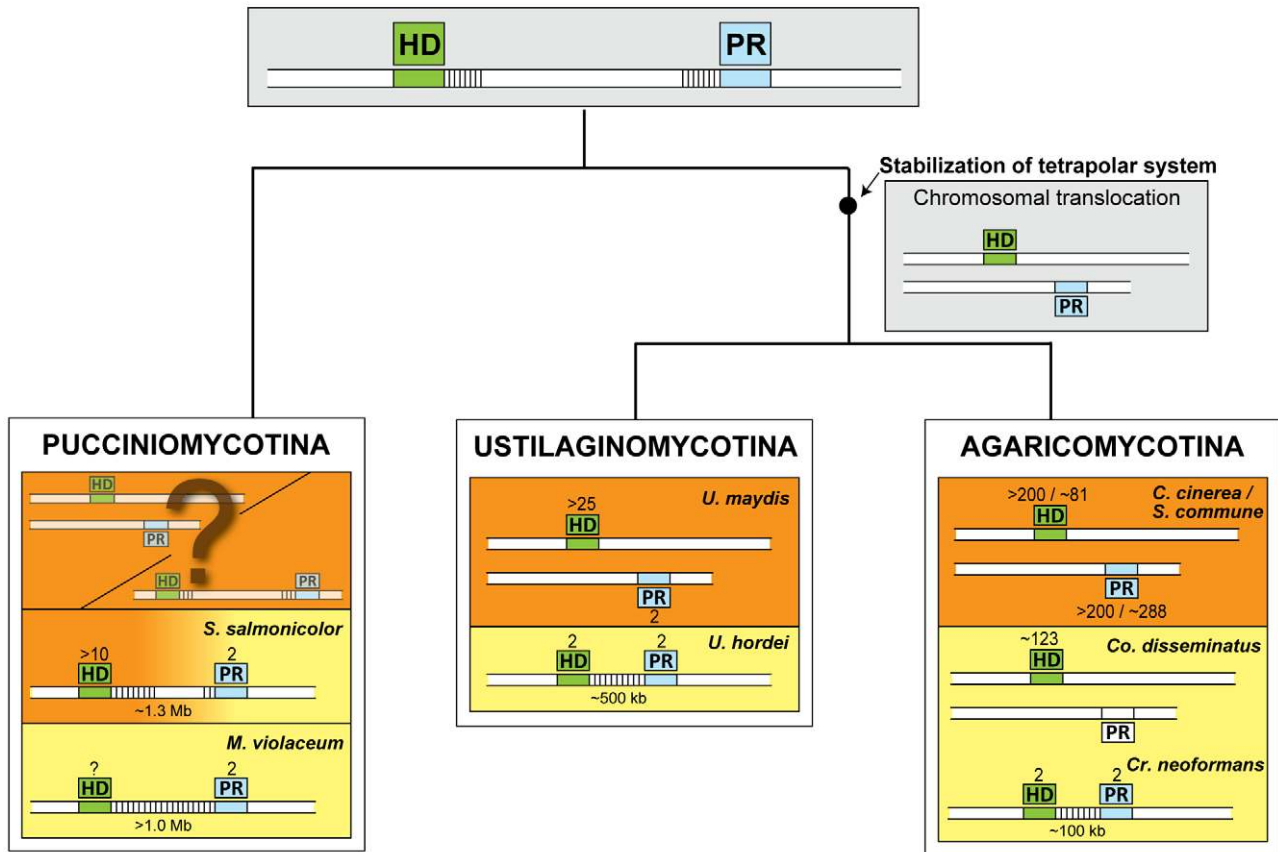 HD
PR
Stabilization of tetrapolar system
Chromosomal translocation
HD
PR
PUCCINIOMYCOTINA
HD
PR
?
HD
PR
S. salmonicolor
>10
2
HD
PR
~1.3 Mb
M. violaceum
?
2
HD
PR
>1.0 Mb
USTILAGINOMYCOTINA
U. maydis
>25
HD
PR
2
U. hordei
2
2
HD
PR
~500 kb
AGARICOMYCOTINA
>200 / ~81
C. cinerea /
S. commune
HD
PR
>200 / ~288
~123
Co. disseminatus
HD
PR
Cr. neoformans
2
2
HD
PR
~100 kb